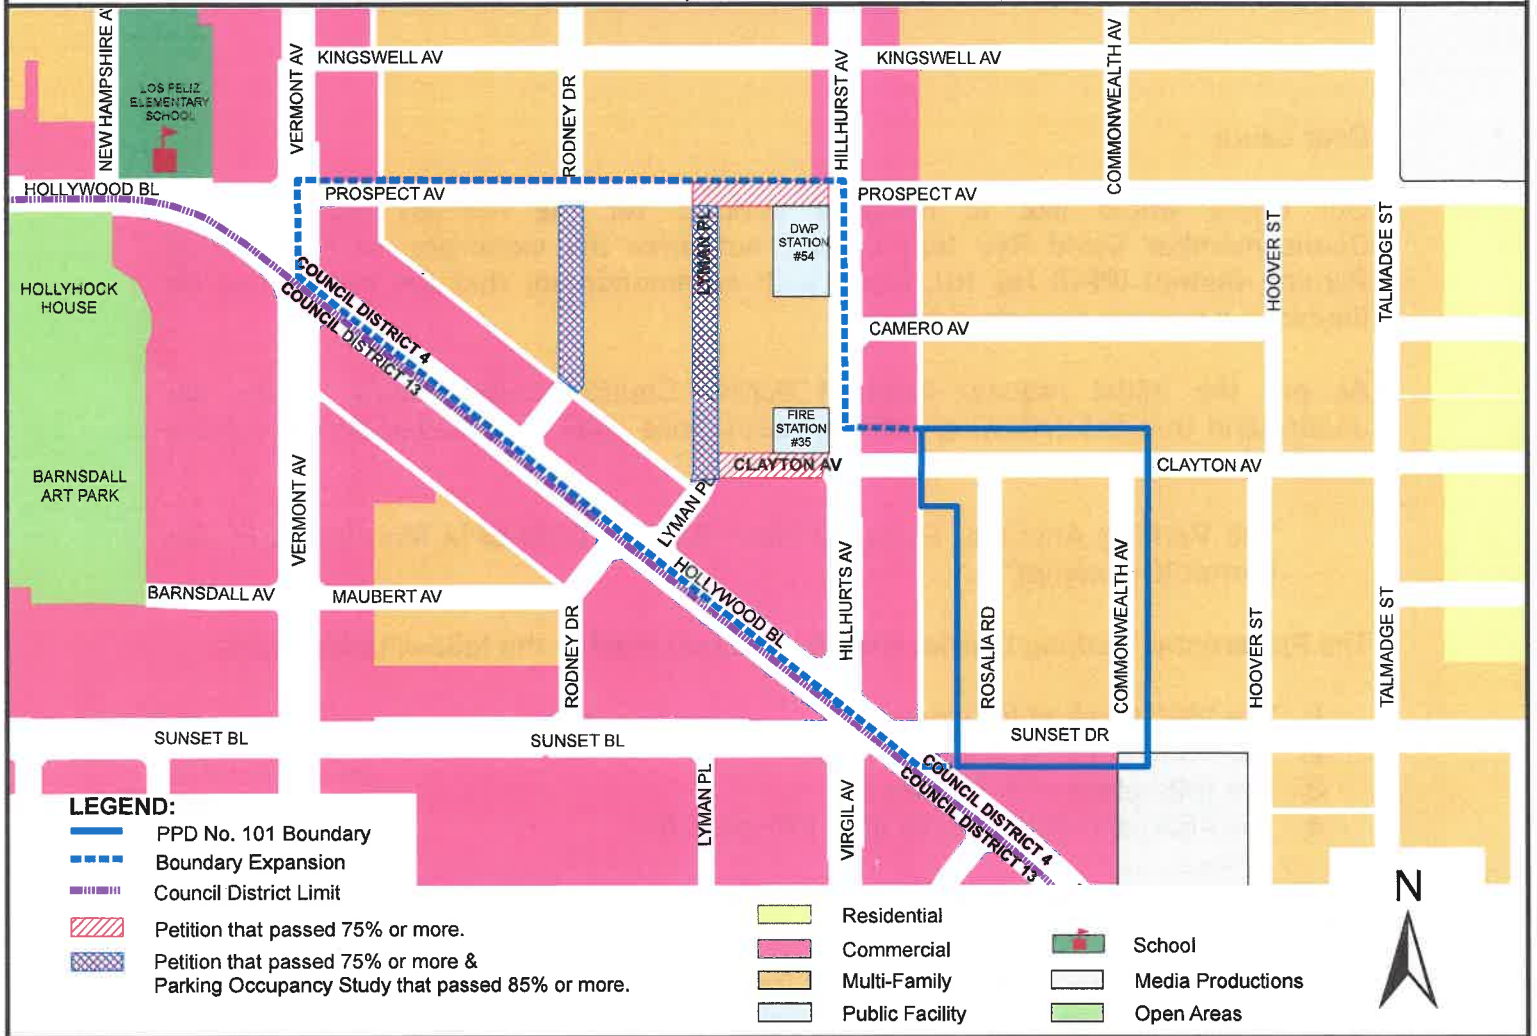 NEW HAMPSHIRE A
LOS FELIZ
ELEMENTARY
SCHOOL
VERMONT AV
KINGSWELL AV
RODNEY DR
HILLHURST AV
KINGSWELL AV
COMMONWEALTH AV
HOLLYWOOD BL
PROSPECT AV
PROSPECT AV
LYMAN PL
DWP
STATION
#54
HOOVER ST
TALMADGE ST
HOLLYHOCK
HOUSE
COUNCIL DISTRICT 4
COUNCIL DISTRICT 13
CAMERO AV
FIRE
STATION
#35
CLAYTON AV
CLAYTON AV
BARNSDALL
ART PARK
VERMONT AV
LYMAN PL
HOLLYWOOD BL
HILLHURTS AV
ROSALIA RD
COMMONWEALTH AV
HOOVER ST
TALMADGE ST
BARNSDALL AV
MAUBERT AV
RODNEY DR
SUNSET BL
SUNSET BL
SUNSET DR
COUNCIL DISTRICT 4
COUNCIL DISTRICT 13
LYMAN PL
VIRGIL AV
LEGEND:
PPD No. 101 Boundary
Boundary Expansion
Council District Limit
Petition that passed 75% or more.
Petition that passed 75% or more &
Parking Occupancy Study that passed 85% or more.
Residential
Commercial
Multi-Family
Public Facility
School
Media Productions
Open Areas
N